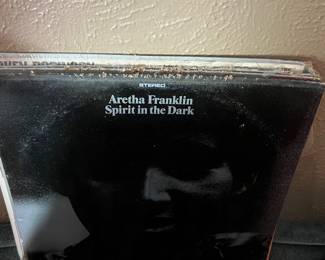 STEREO
Aretha Franklin
Spirit in the Dark